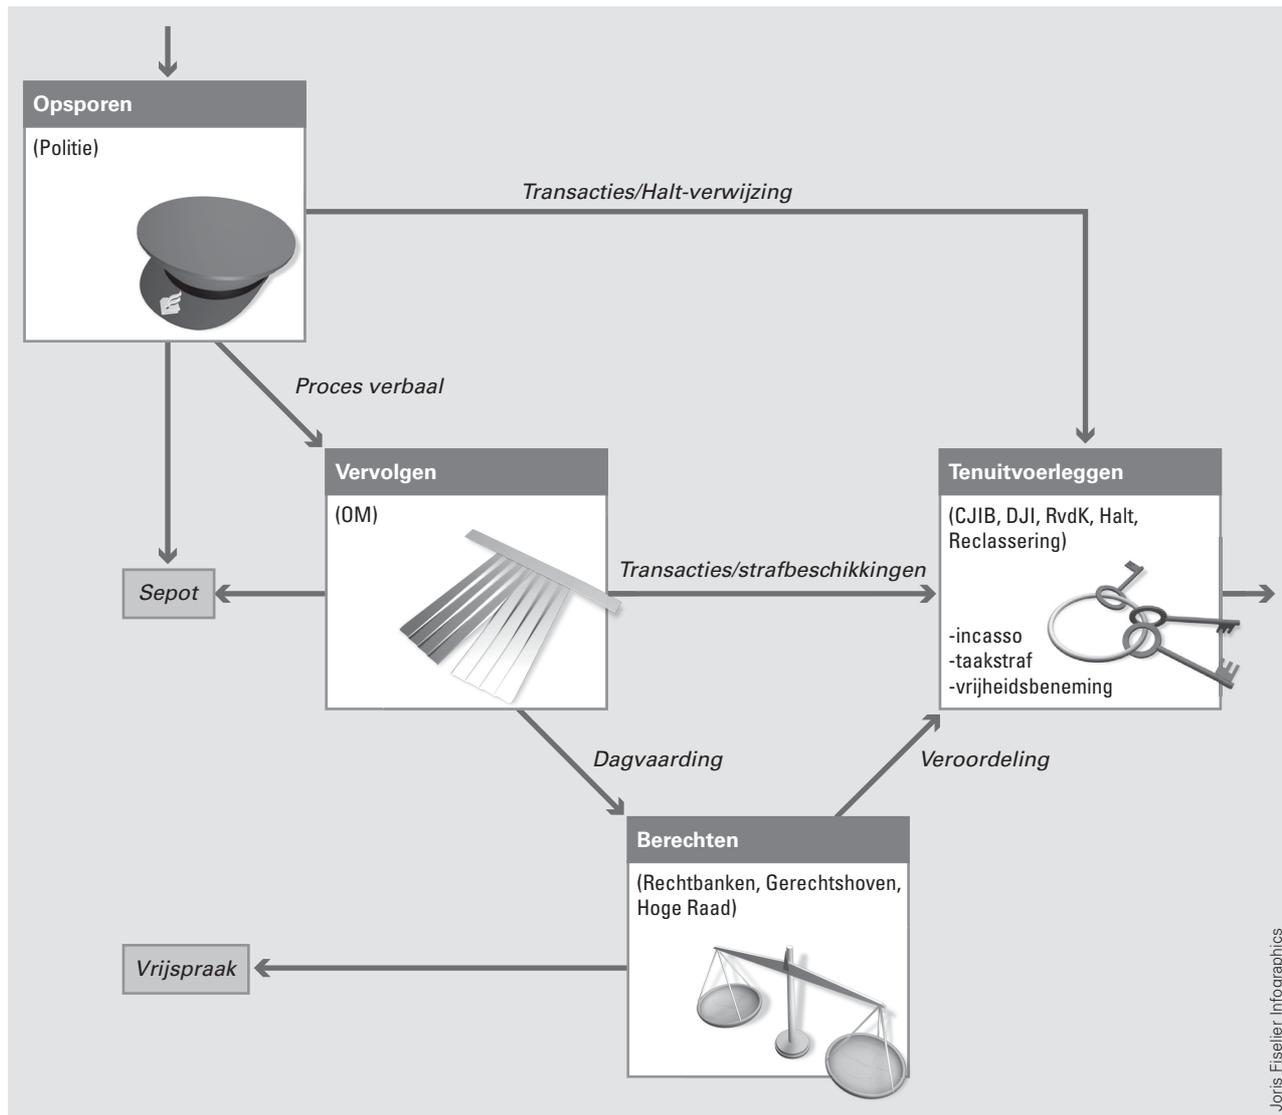 Opsporen
(Politie)
Transacties/Halt-verwijzing
Proces verbaal
Vervolgen
(OM)
Tenuitvoerleggen
(CJIB, DJI, RvdK, Halt,
Reclassering)
Sepot
Transacties/strafbeschikkingen
-incasso
-taakstraf
-vrijheidsbeneming
Dagvaarding
Veroordeling
Berechten
(Rechtbanken, Gerechtshoven,
Hoge Raad)
Vrijspraak
Joris Fiselier Infographics